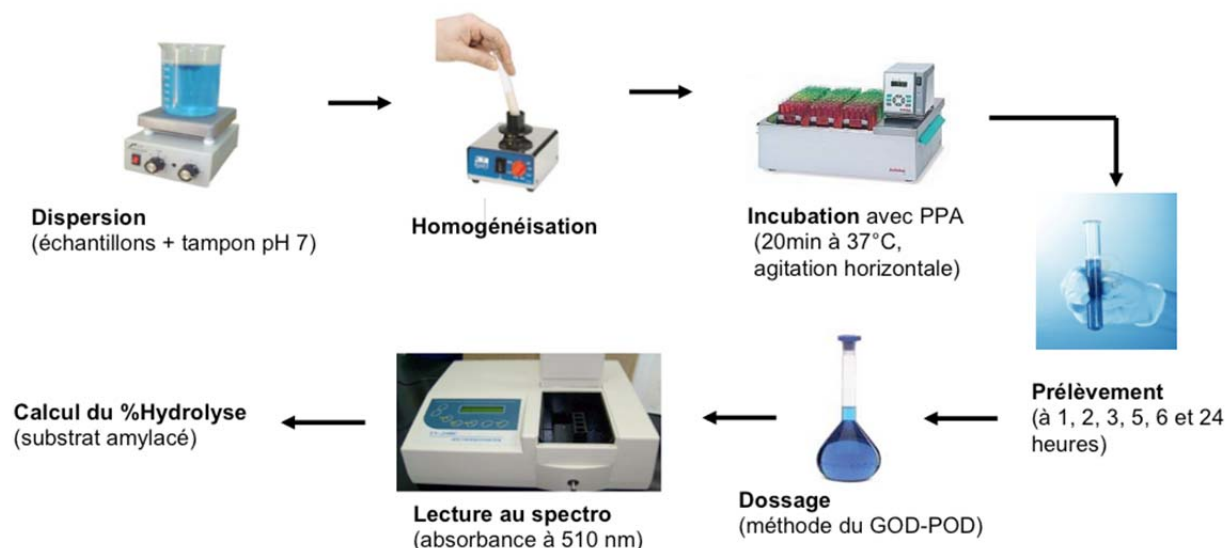 Dispersion
(échantillons + tampon pH 7)
Homogénéisation
Incubation avec PPA
(20min à 37°C,
agitation horizontale)
Prélèvement
(à 1, 2, 3, 5, 6 et 24
heures)
Dossage
(méthode du GOD-POD)
Lecture au spectro
(absorbance à 510 nm)
Calcul du %Hydrolyse
(substrat amylacé)